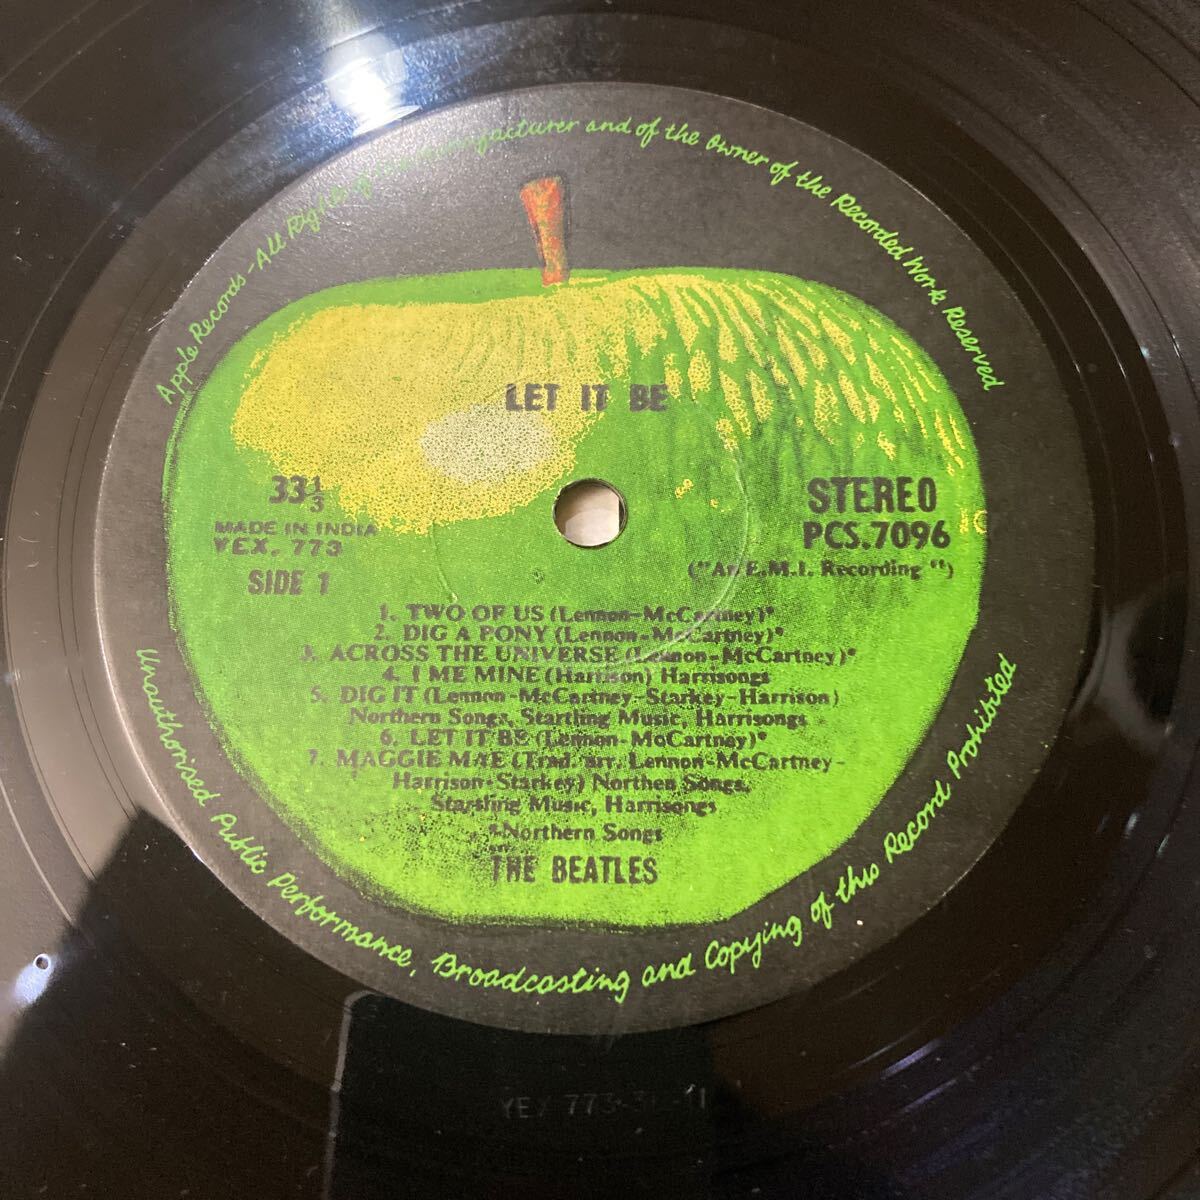 Apple Records - All Rights of the Manufacturer and of the Owner of the Recorded Work Reserved
LET IT BE
33 1/3
MADE IN INDIA
YEX. 773
SIDE 1
STEREO
PCS.7096
("An E.M.I. Recording")
1. TWO OF US (Lennon-McCartney)*
2. DIG A PONY (Lennon-McCartney)*
3. ACROSS THE UNIVERSE (Lennon-McCartney)*
4. I ME MINE (Harrison) Harrisongs
5. DIG IT (Lennon-McCartney-Starkey-Harrison)
Northern Songs, Startling Music, Harrisongs
6. LET IT BE (Lennon-McCartney)*
7. MAGGIE MAE (Trad. arr. Lennon-McCartney-
Harrison-Starkey) Northen Songs,
Startling Music, Harrisongs
*Northern Songs
THE BEATLES
Unauthorised Public Performance, Broadcasting and Copying of this Record Prohibited
YEX 773